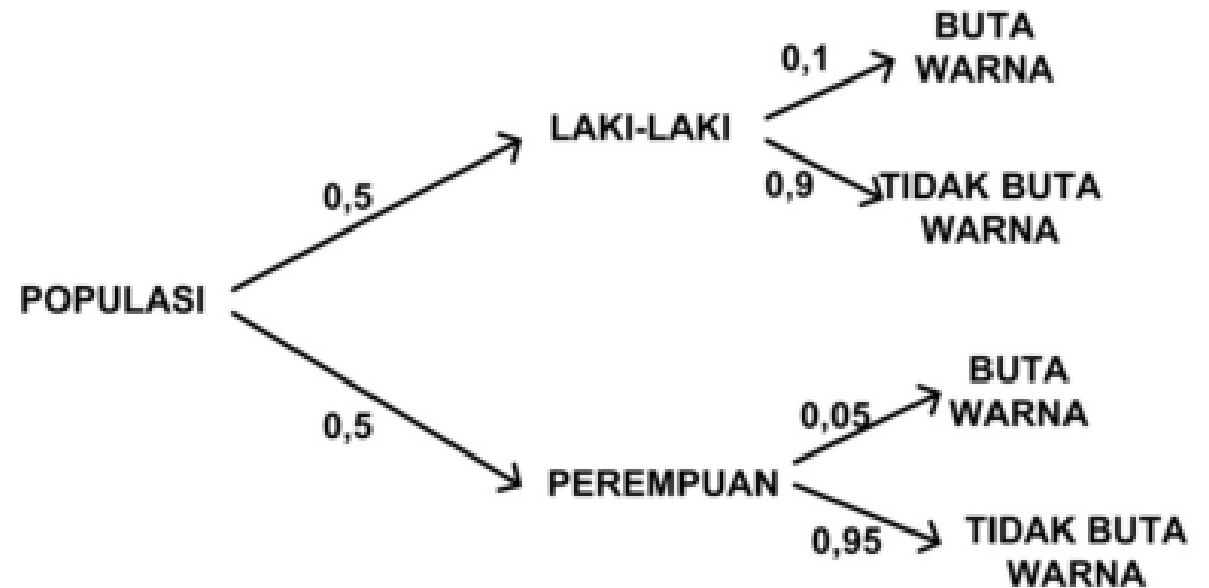 BUTA
WARNA
0,1
LAKI-LAKI
0,9
TIDAK BUTA
WARNA
0,5
POPULASI
0,5
BUTA
WARNA
0,05
PEREMPUAN
0,95
TIDAK BUTA
WARNA